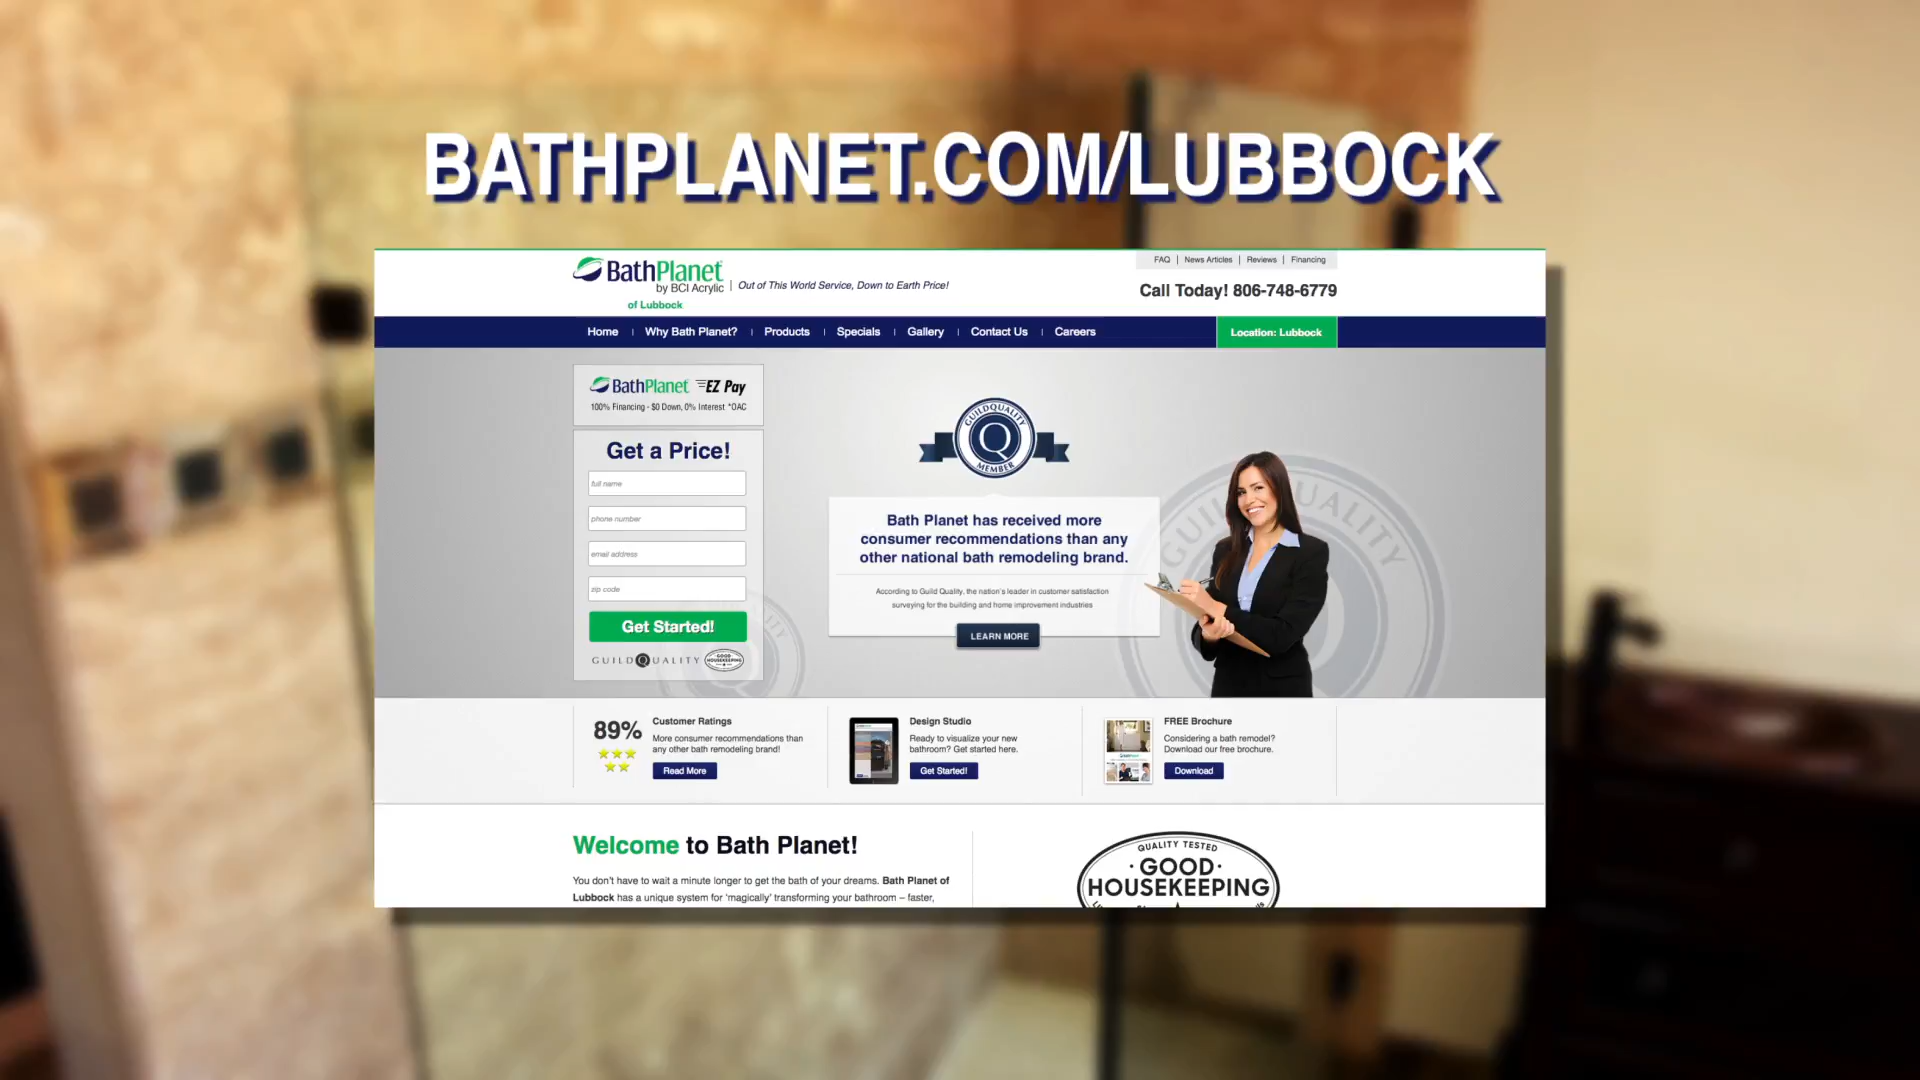 BATHPLANET.COM/LUBBOCK
FAQ | News Articles | Reviews | Financing
BathPlanet
by BCI Acrylic | Out of This World Service, Down to Earth Price!
of Lubbock
Call Today! 806-748-6779
Home | Why Bath Planet? | Products | Specials | Gallery | Contact Us | Careers
Location: Lubbock
BathPlanet EZ Pay
100% Financing - $0 Down, 0% Interest *OAC
Get a Price!
full name
phone number
email address
zip code
Get Started!
GUILDQUALITY
GOOD HOUSEKEEPING
GUILDQUALITY
Q
MEMBER
Bath Planet has received more
consumer recommendations than any
other national bath remodeling brand.
According to Guild Quality, the nation's leader in customer satisfaction
surveying for the building and home improvement industries
LEARN MORE
GUILDQUALITY
89%
Customer Ratings
More consumer recommendations than
any other bath remodeling brand!
Read More
Design Studio
Ready to visualize your new
bathroom? Get started here.
Get Started!
FREE Brochure
Considering a bath remodel?
Download our free brochure.
Download
Welcome to Bath Planet!
You don't have to wait a minute longer to get the bath of your dreams. Bath Planet of
Lubbock has a unique system for 'magically' transforming your bathroom – faster,
QUALITY TESTED
·GOOD·
HOUSEKEEPING